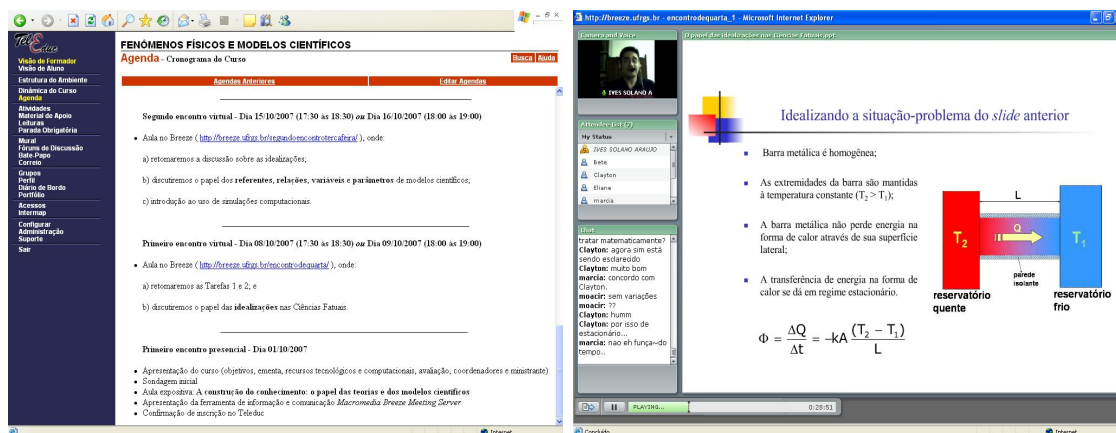 TelEduc
Visão de Formador
Visão de Aluno
Estrutura do Ambiente
Dinâmica do Curso
Agenda
Atividades
Material de Apoio
Leituras
Parada Obrigatória
Mural
Fóruns de Discussão
Bate-Papo
Correio
Grupos
Perfil
Diário de Bordo
Portfólio
Acessos
Intermap
Configurar
Administração
Suporte
Sair
FENÔMENOS FÍSICOS E MODELOS CIENTÍFICOS
Agenda - Cronograma do Curso
Busca Ajuda
Agendas Anteriores Editar Agendas
Segundo encontro virtual - Dia 15/10/2007 (17:30 às 18:30) ou Dia 16/10/2007 (18:00 às 19:00)
• Aula no Breeze ( http://breeze.ufrgs.br/segundoencontrotercafeira/ ), onde:
a) retomaremos a discussão sobre as idealizações;
b) discutiremos o papel dos referentes, relações, variáveis e parâmetros de modelos científicos;
c) introdução ao uso de simulações computacionais.
Primeiro encontro virtual - Dia 08/10/2007 (17:30 às 18:30) ou Dia 09/10/2007 (18:00 às 19:00)
• Aula no Breeze ( http://breeze.ufrgs.br/encontrodequarta/ ), onde:
a) retomaremos as Tarefas 1 e 2; e
b) discutiremos o papel das idealizações nas Ciências Fatuais.
Primeiro encontro presencial - Dia 01/10/2007
• Apresentação do curso (objetivos, ementa, recursos tecnológicos e computacionais, avaliação, coordenadores e ministrante)
• Sondagem inicial
• Aula expositiva: A construção do conhecimento: o papel das teorias e dos modelos científicos
• Apresentação da ferramenta de informação e comunicação Macromedia Breeze Meeting Server
• Confirmação de inscrição no Teleduc
Internet
http://breeze.ufrgs.br - encontrodequarta_1 - Microsoft Internet Explorer
Camera and Voice
IVES SOLANO A
Attendee List (7)
My Status
IVES SOLANO ARAUJO
Bete
Clayton
Eliane
marcia
Chat
tratar matematicamente?
Clayton: agora sim está
sendo esclarecido
Clayton: muito bom
marcia: concordo com
Clayton.
moacir: sem variações
moacir: ??
Clayton: humm
Clayton: por isso de
estacionário...
marcia: nao eh funça~do
tempo..
O papel das idealizações nas Ciências Fatuais.ppt
Idealizando a situação-problema do slide anterior
▪ Barra metálica é homogênea;
▪ As extremidades da barra são mantidas
à temperatura constante (T₂ > T₁);
▪ A barra metálica não perde energia na
forma de calor através de sua superfície
lateral;
▪ A transferência de energia na forma de
calor se dá em regime estacionário.
Φ = ΔQ/Δt = -kA (T₂ - T₁)/L
L
T₂ Q T₁
parede
isolante
reservatório
quente
reservatório
frio
PLAYING...
0:28:51
Concluído
Internet